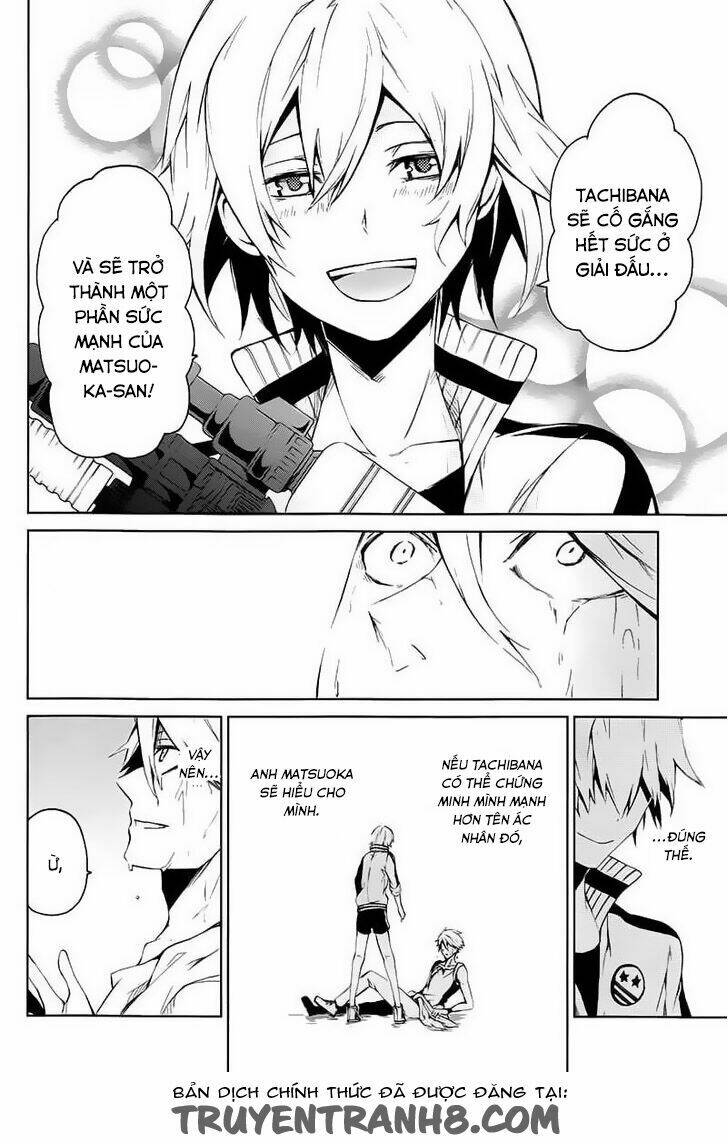 TACHIBANA
SẼ CỐ GẮNG
HẾT SỨC Ở
GIẢI ĐẤU...
VÀ SẼ TRỞ
THÀNH MỘT
PHẦN SỨC
MẠNH CỦA
MATSUO-
KA-SAN!
...ĐÚNG
THẾ.
NẾU TACHIBANA
CÓ THỂ CHỨNG
MINH MÌNH MẠNH
HƠN TÊN ÁC
NHÂN ĐÓ,
ANH MATSUOKA
SẼ HIỂU CHO
MÌNH.
VẬY
NÊN...
Ừ,
BẢN DỊCH CHÍNH THỨC ĐÃ ĐƯỢC ĐĂNG TẠI:
TRUYENTRANH8.COM